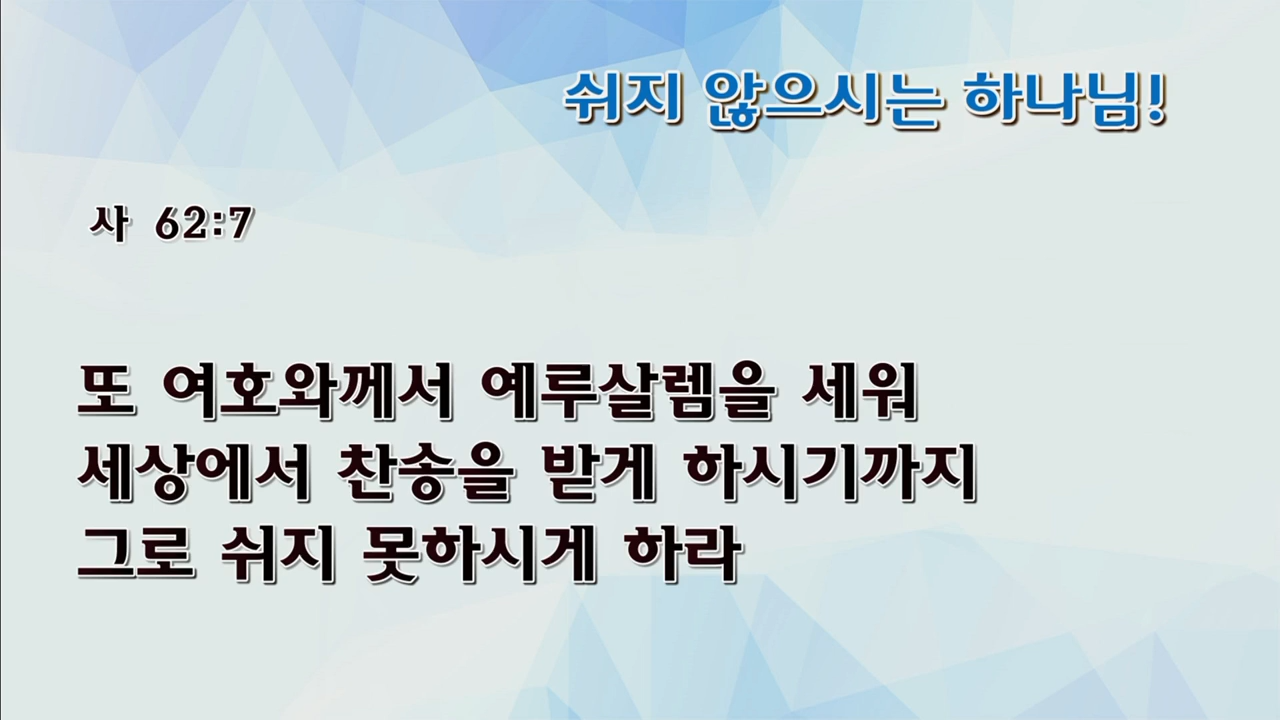 쉬지 않으시는 하나님!
사 62:7
또 여호와께서 예루살렘을 세워
세상에서 찬송을 받게 하시기까지
그로 쉬지 못하시게 하라